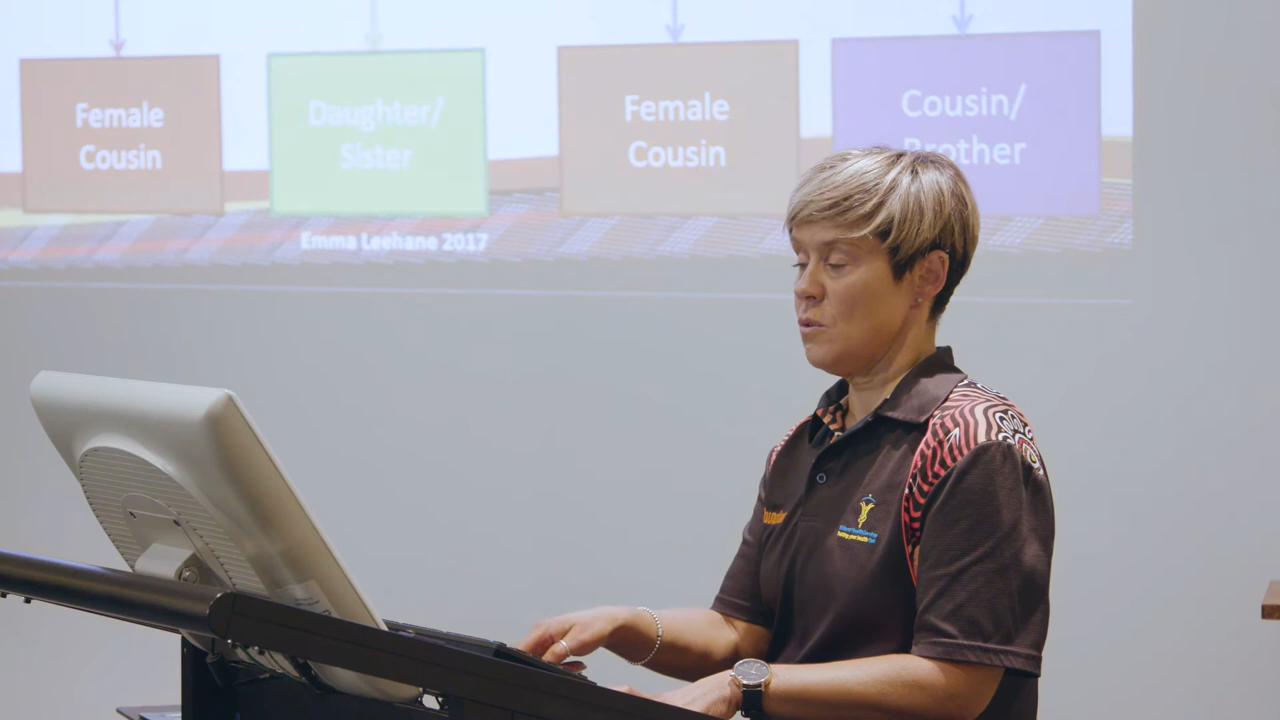 Female
Cousin
Daughter/
Sister
Female
Cousin
Cousin/
Brother
Emma Leehane 2017